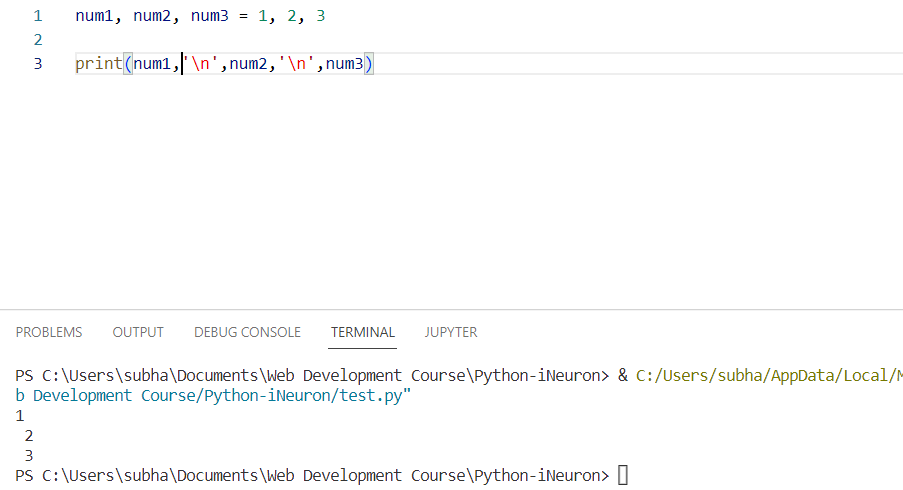 1 num1, num2, num3 = 1, 2, 3
2
3 print(num1,'\n',num2,'\n',num3)
PROBLEMS OUTPUT DEBUG CONSOLE TERMINAL JUPYTER
PS C:\Users\subha\Documents\Web Development Course\Python-iNeuron> & C:/Users/subha/AppData/Local/
b Development Course/Python-iNeuron/test.py"
1
 2
 3
PS C:\Users\subha\Documents\Web Development Course\Python-iNeuron>